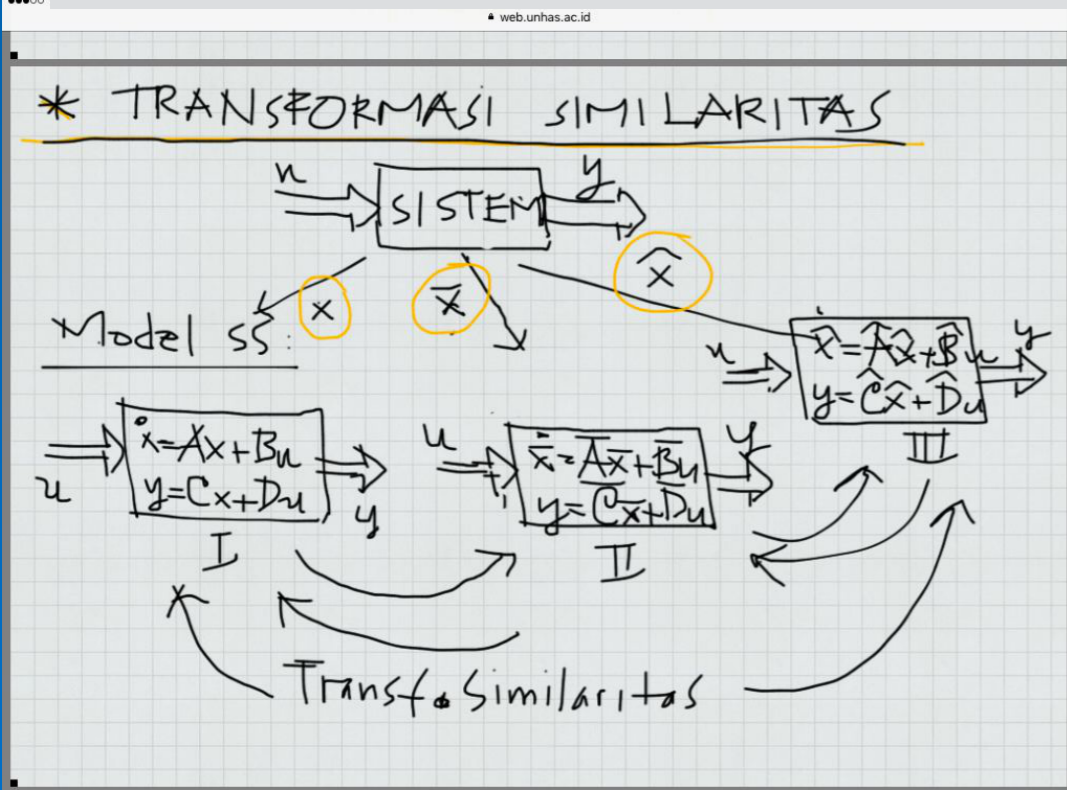 web.unhas.ac.id
* TRANSFORMASI SIMILARITAS
u
y
SISTEM
x
x̄
x̂
Model SS:
u
x̂̇=Âx̂+B̂u
y=Ĉx̂+D̂u
y
III
u
ẋ=Ax+Bu
y=Cx+Du
y
I
u
x̄̇=Āx̄+B̄u
y=C̄x̄+D̄u
y
II
Transf. Similaritas